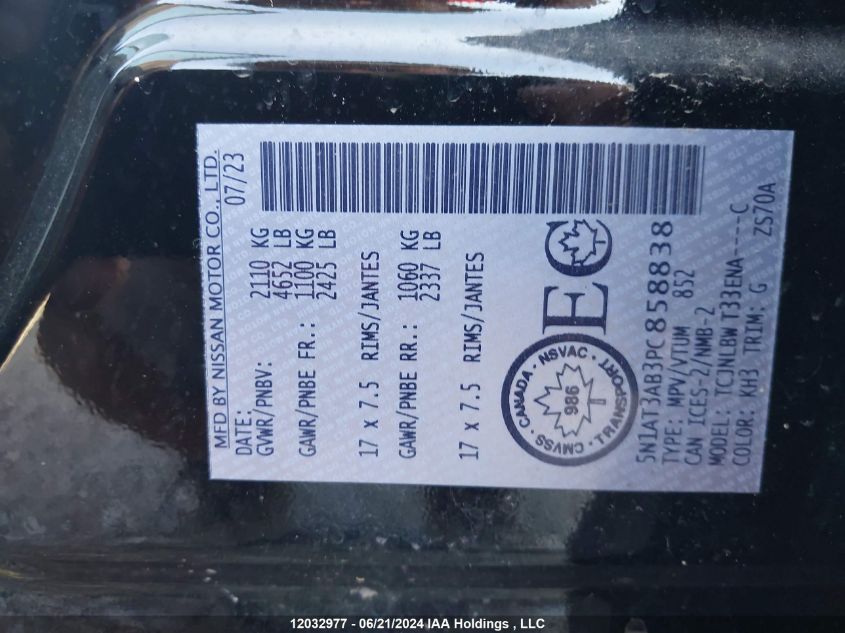 MFD BY NISSAN MOTOR CO., LTD.
DATE: 07/23
GVWR/PNBV: 2110 KG
4652 LB
GAWR/PNBE FR.: 1100 KG
2425 LB
17 X 7.5 RIMS/JANTES
GAWR/PNBE RR.: 1060 KG
2337 LB
17 X 7.5 RIMS/JANTES
CANADA · NSVAC · TRANSPORT · CMVSS
986
EC
5N1AT3AB3PC858838
TYPE: MPV/VTUM 852
CAN ICES-2/NMB-2
MODEL: TCJNLBW T33ENA----C
COLOR: KH3 TRIM: G ZS70A
12032977 - 06/21/2024 IAA Holdings , LLC